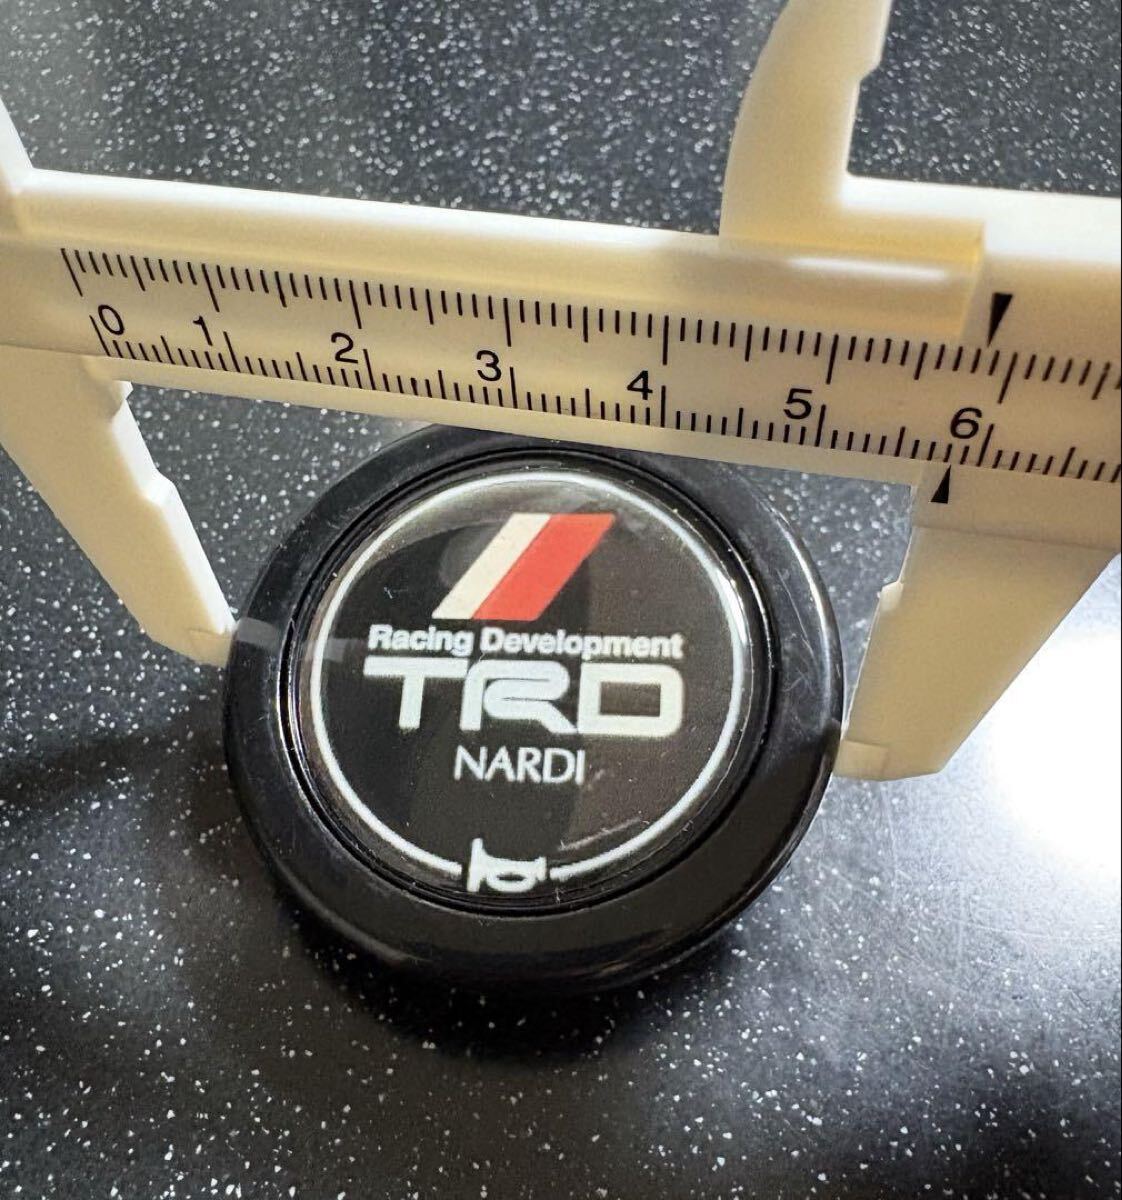 0 1 2 3 4 5 6
Racing Development
TRD
NARDI